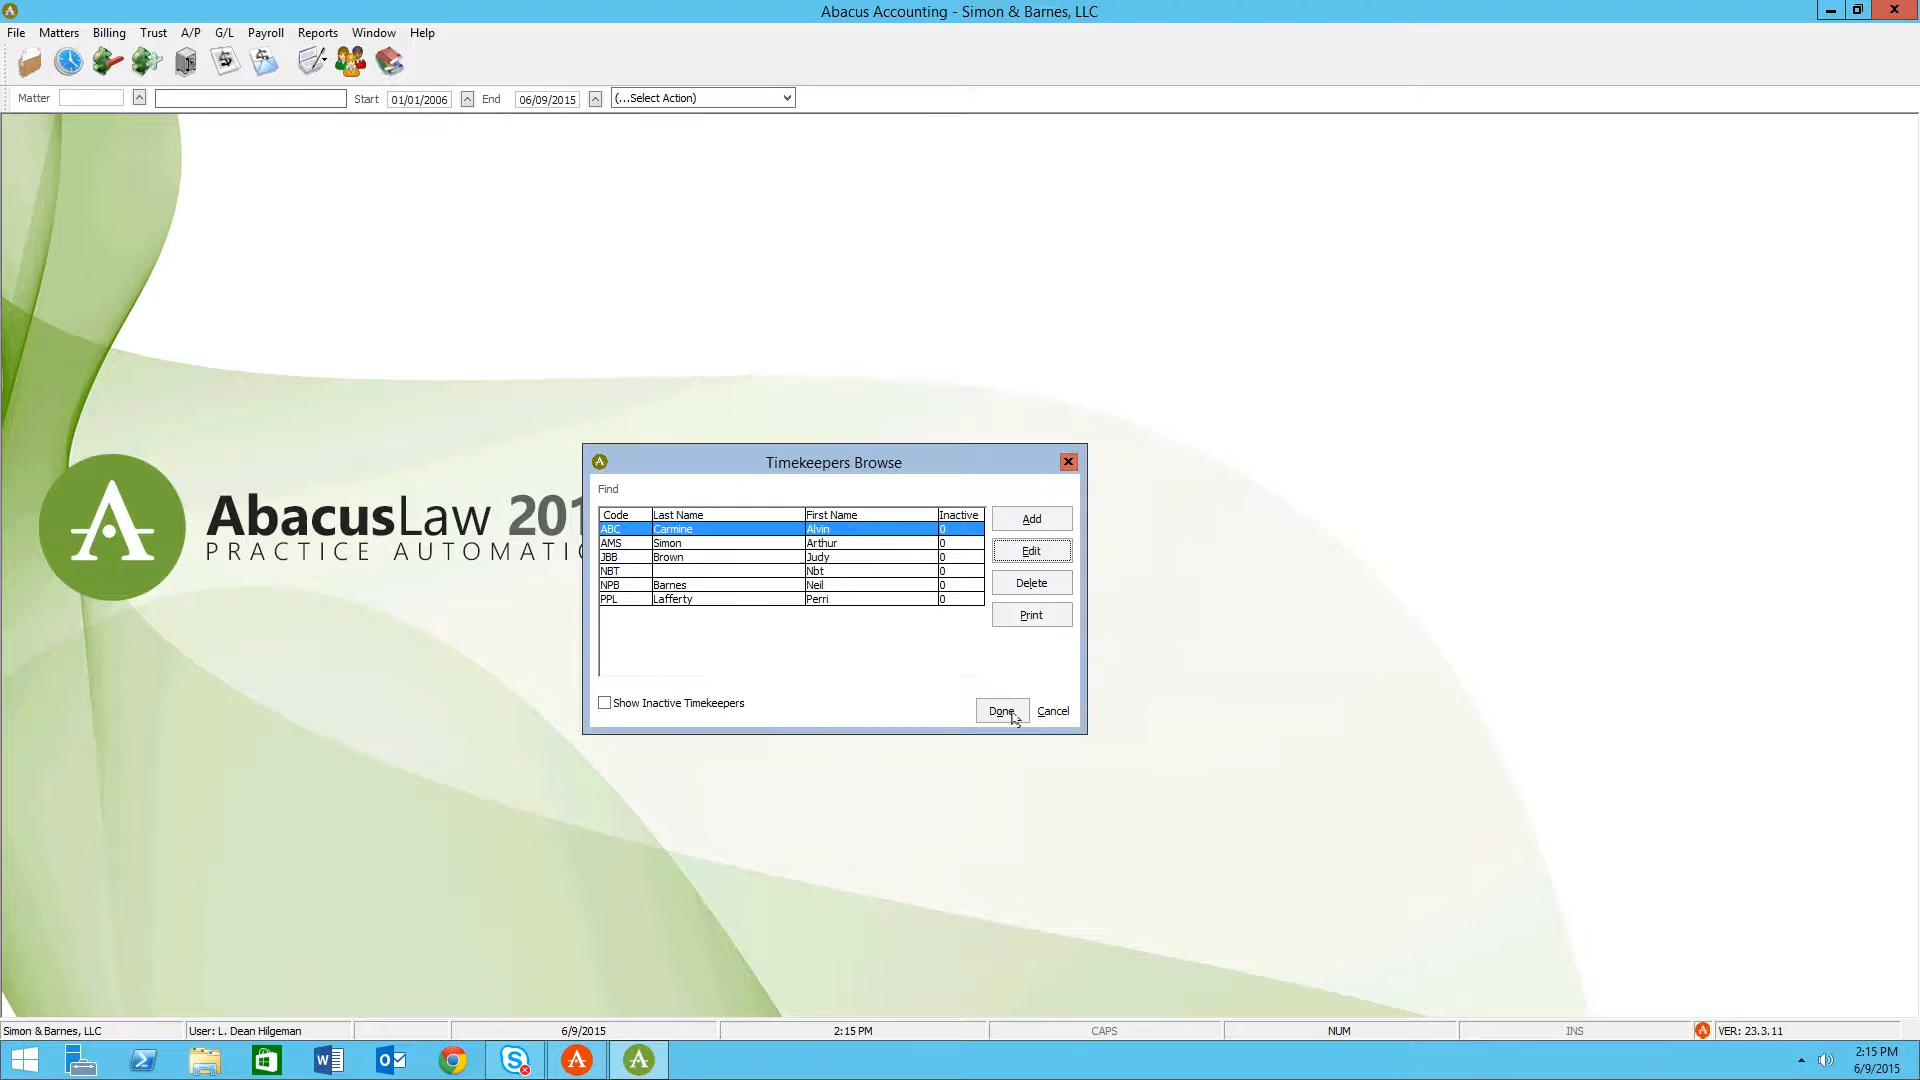 Abacus Accounting - Simon & Barnes, LLC
File Matters Billing Trust A/P G/L Payroll Reports Window Help
Matter Start 01/01/2006 End 06/09/2015 (...Select Action)
Timekeepers Browse
Find
Code Last Name First Name Inactive
ABC Carmine Alvin 0
AMS Simon Arthur 0
JBB Brown Judy 0
NBT Nbt 0
NPB Barnes Neil 0
PPL Lafferty Perri 0
Add
Edit
Delete
Print
Show Inactive Timekeepers
Done Cancel
AbacusLaw 201
PRACTICE AUTOMATI
Simon & Barnes, LLC User: L. Dean Hilgeman 6/9/2015 2:15 PM CAPS NUM INS VER: 23.3.11
2:15 PM
6/9/2015